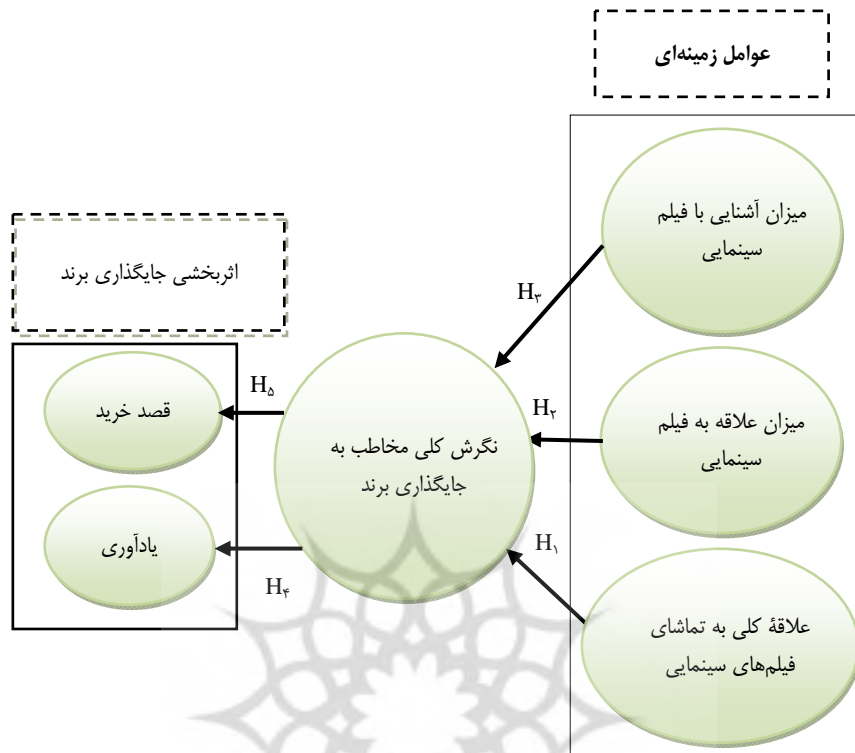 عوامل زمینه‌ای
میزان آشنایی با فیلم
سینمایی
H۳
میزان علاقه به فیلم
سینمایی
H۲
علاقۀ کلی به تماشای
فیلم‌های سینمایی
H۱
نگرش کلی مخاطب به
جایگذاری برند
اثربخشی جایگذاری برند
H۵
قصد خرید
H۴
یادآوری